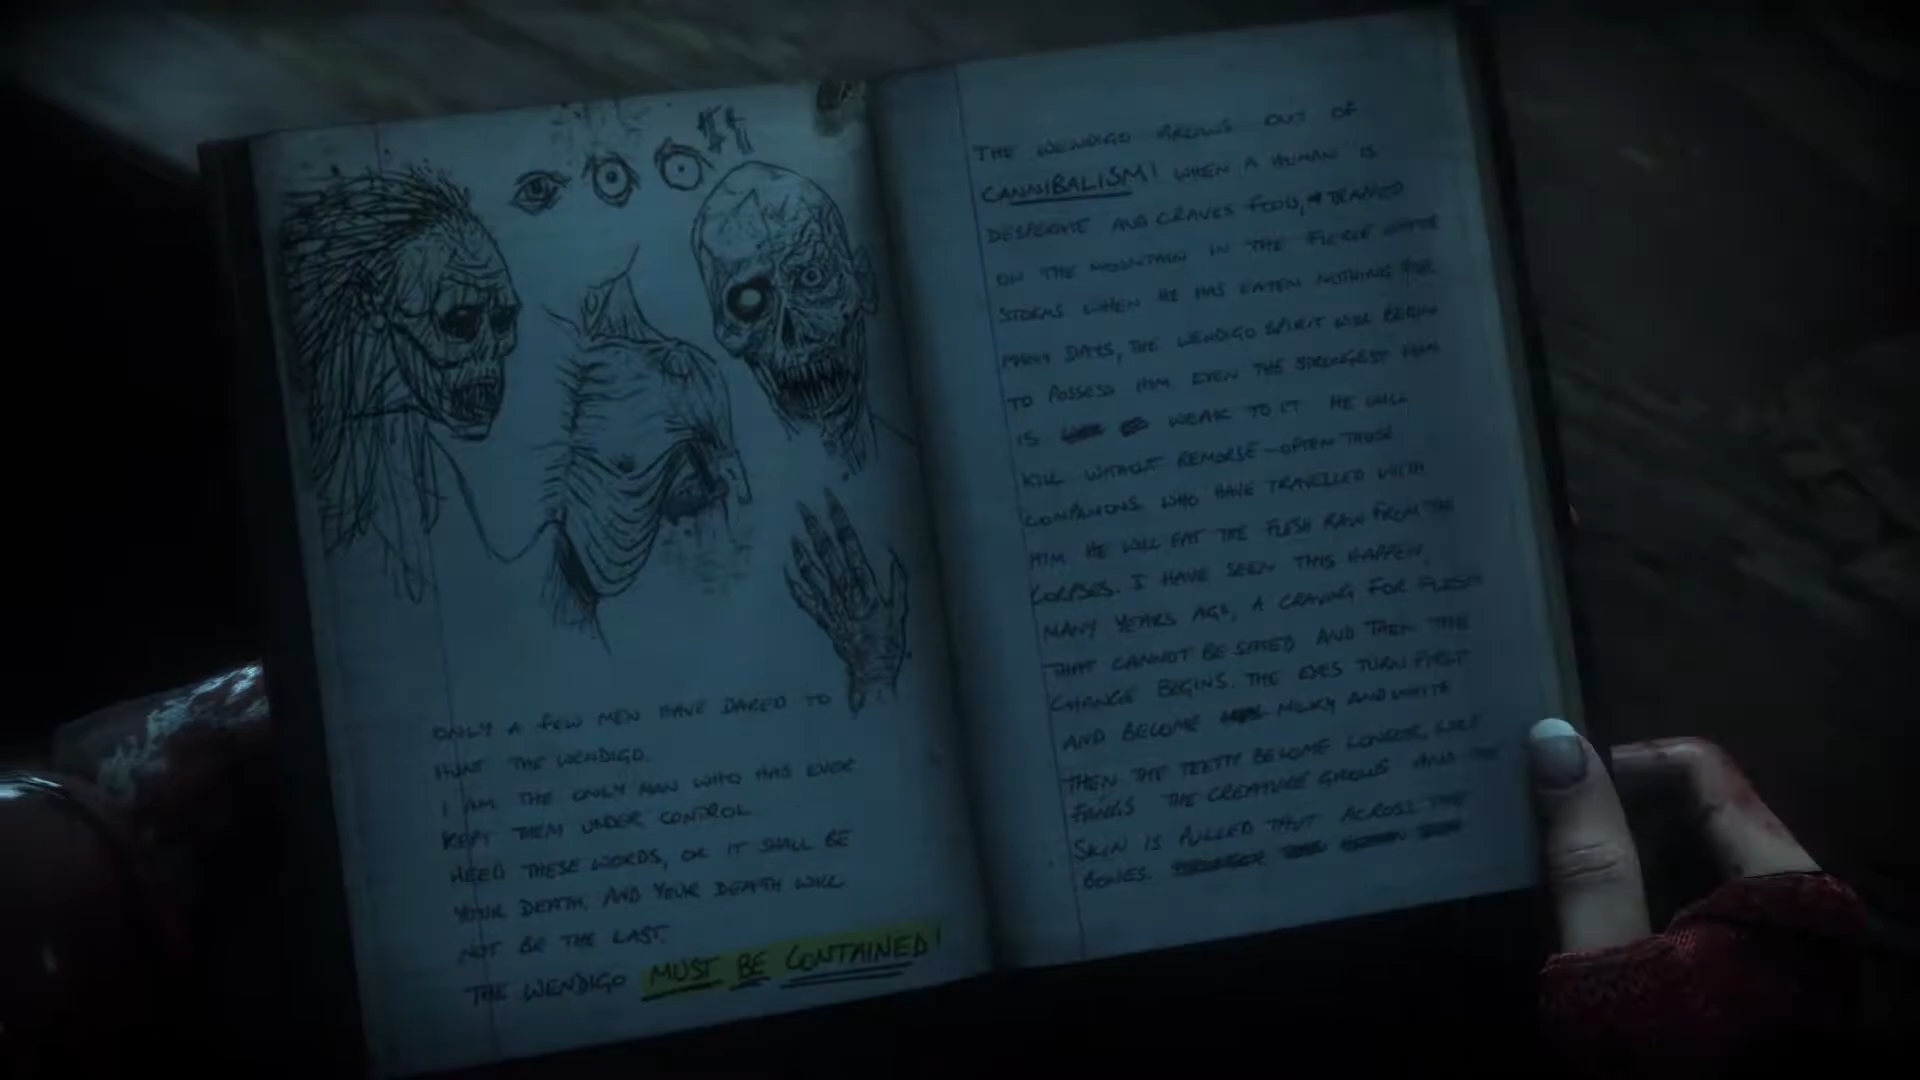 ONLY A FEW MEN HAVE DARED TO
HUNT THE WENDIGO.
I AM THE ONLY MAN WHO HAS EVER
KEPT THEM UNDER CONTROL
HEED THESE WORDS, OR IT SHALL BE
YOUR DEATH, AND YOUR DEATH WILL
NOT BE THE LAST.
THE WENDIGO MUST BE CONTAINED!
THE WENDIGO GROWS OUT OF
CANNIBALISM! WHEN A HUMAN IS
DESPERATE AND CRAVES FOOD, TRAPPED
ON THE MOUNTAIN IN THE FIERCE WINTER
STORMS WHEN HE HAS EATEN NOTHING FOR
MANY DAYS, THE WENDIGO SPIRIT WILL BEGIN
TO POSSESS HIM. EVEN THE STRONGEST MAN
IS WEAK TO IT HE WILL
KILL WITHOUT REMORSE - OFTEN THOSE
COMPANIONS WHO HAVE TRAVELLED WITH
HIM. HE WILL EAT THE FLESH RAW FROM THE
CORPSES. I HAVE SEEN THIS HAPPEN,
MANY YEARS AGO, A CRAVING FOR FLESH
THAT CANNOT BE SATED AND THEN THE
CHANGE BEGINS. THE EYES TURN FIRST
AND BECOME MILKY AND WHITE
THEN THE TEETH BECOME LONGER, LIKE
FANGS THE CREATURE GROWS AND THE
SKIN IS PULLED TAUT ACROSS THE
BONES.